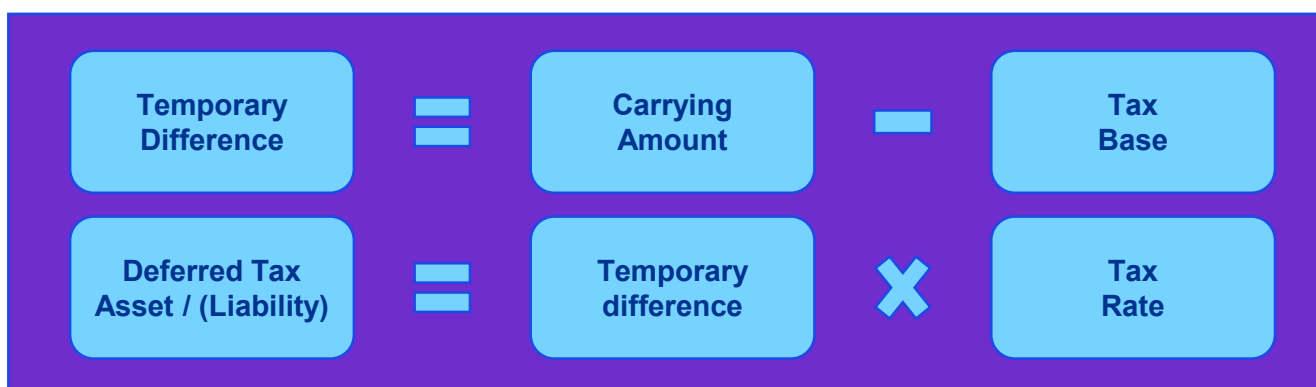 Temporary
Difference
=
Carrying
Amount
-
Tax
Base
Deferred Tax
Asset / (Liability)
=
Temporary
difference
×
Tax
Rate